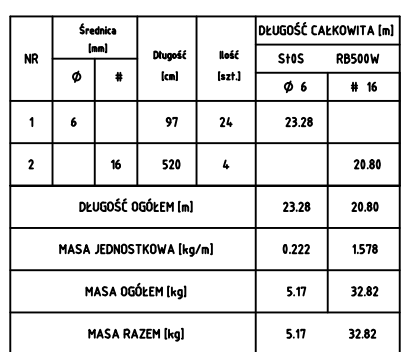 NR Średnica [mm] Długość [cm] Ilość [szt.] DŁUGOŚĆ CAŁKOWITA [m]
St0S RB500W
Ø # Ø 6 # 16
1 6 97 24 23.28
2 16 520 4 20.80
DŁUGOŚĆ OGÓŁEM [m] 23.28 20.80
MASA JEDNOSTKOWA [kg/m] 0.222 1.578
MASA OGÓŁEM [kg] 5.17 32.82
MASA RAZEM [kg] 5.17 32.82